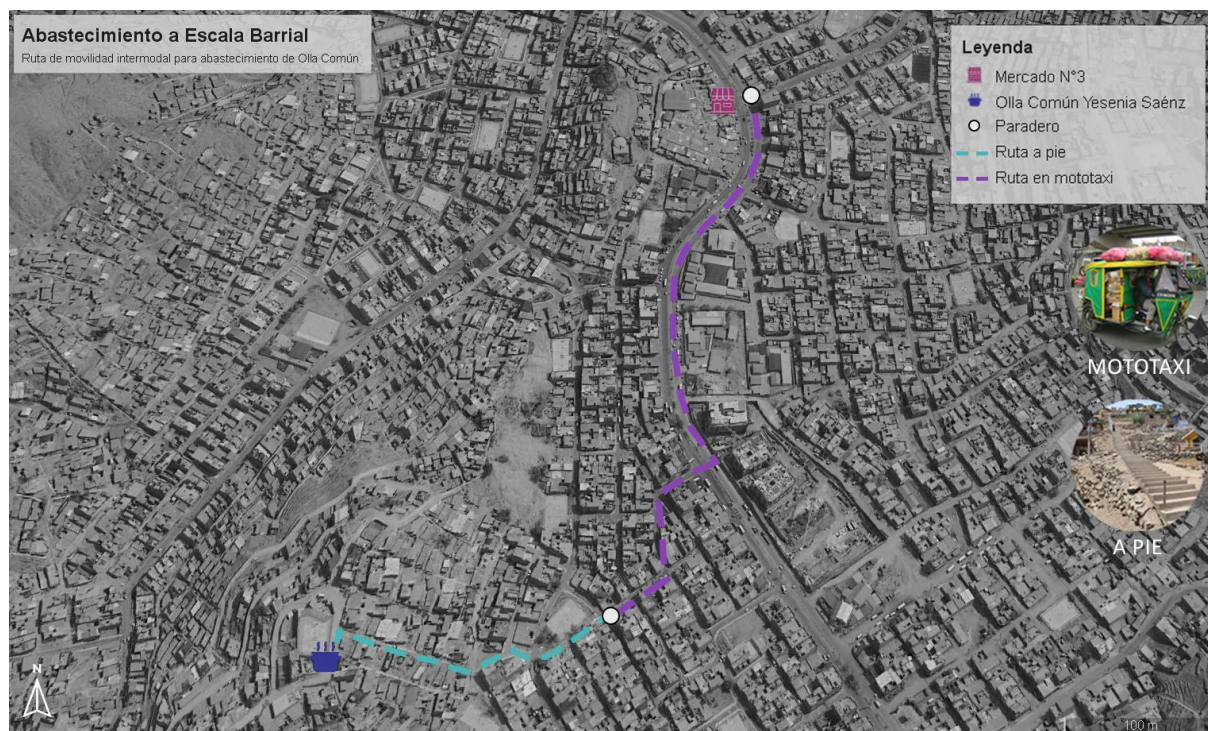 Abastecimiento a Escala Barrial
Ruta de movilidad intermodal para abastecimiento de Olla Común
Leyenda
Mercado N°3
Olla Común Yesenia Saénz
Paradero
Ruta a pie
Ruta en mototaxi
MOTOTAXI
A PIE
N
100 m